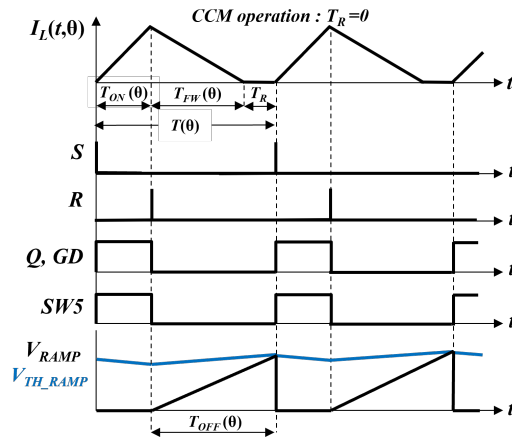 CCM operation : T_R=0
I_L(t,θ)
t
T_ON(θ) T_FW(θ) T_R
T(θ)
S
t
R
t
Q, GD
t
SW5
t
V_RAMP
V_TH_RAMP
t
T_OFF(θ)